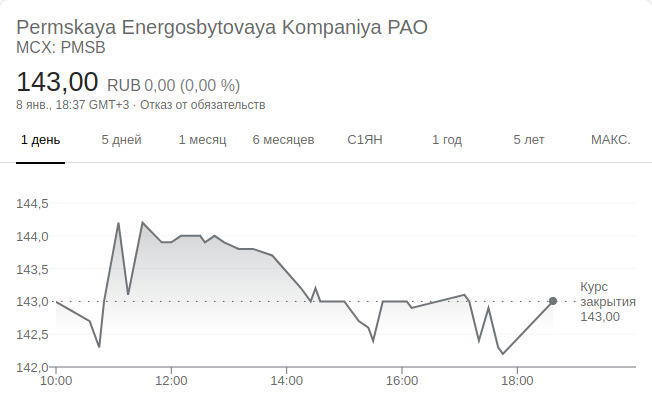 Permskaya Energosbytovaya Kompaniya PAO
MCX: PMSB
143,00 RUB 0,00 (0,00 %)
8 янв., 18:37 GMT+3 · Отказ от обязательств
1 день 5 дней 1 месяц 6 месяцев С1ЯН 1 год 5 лет МАКС.
144,5
144,0
143,5
143,0
142,5
142,0
Курс
закрытия
143,00
10:00 12:00 14:00 16:00 18:00